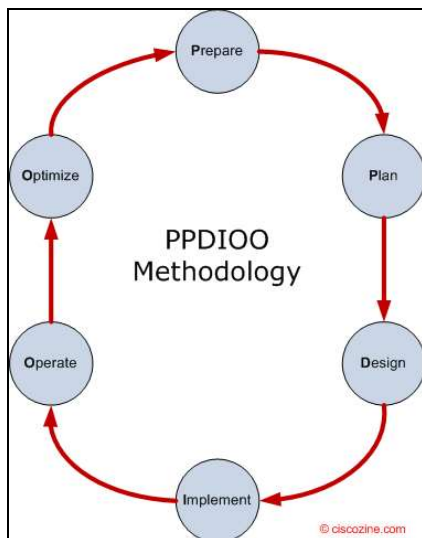 Prepare
Optimize
Plan
PPDIOO
Methodology
Operate
Design
Implement
© ciscozine.com